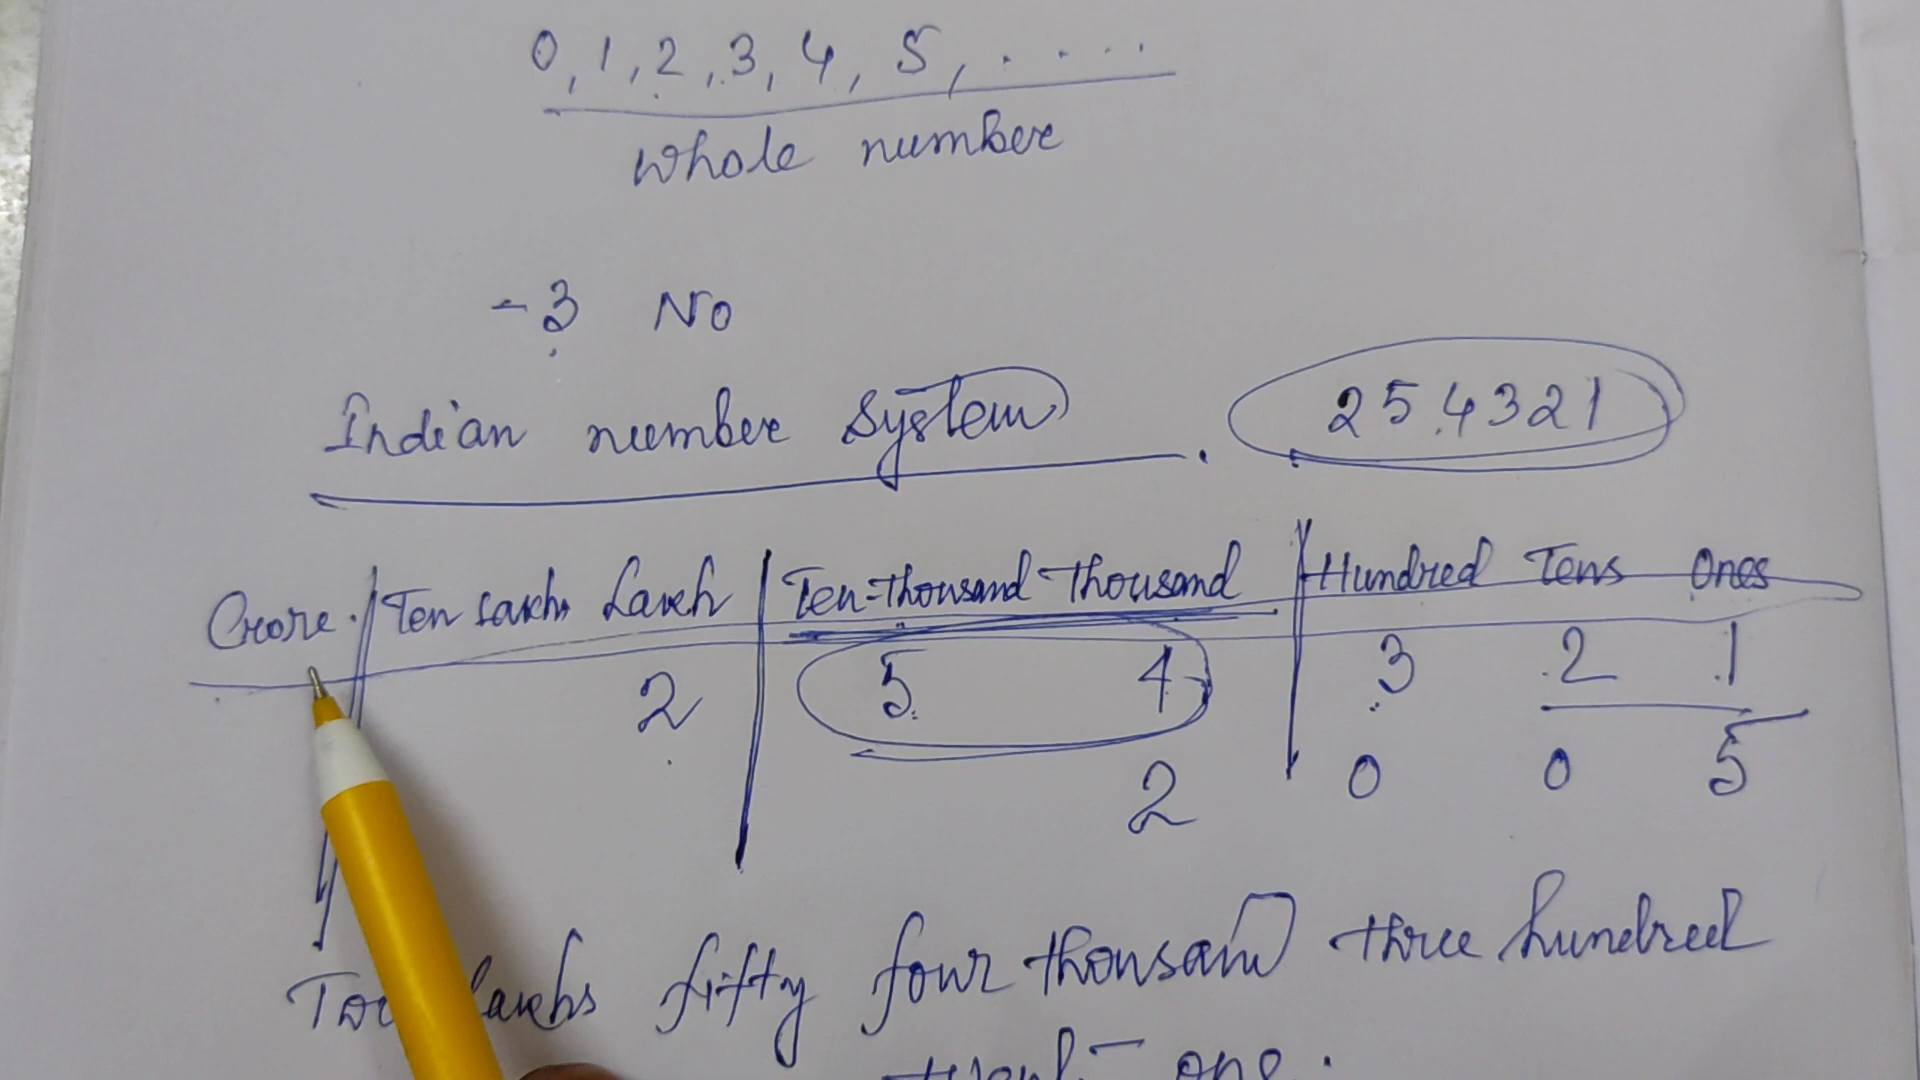 0, 1, 2, 3, 4, 5, .....
Whole number
-3 No
Indian number System. 254321
Crore Ten Lakh Lakh Ten-thousand thousand Hundred Tens Ones
2 5 4 3 2 1
2 0 0 5
lakhs fifty four thousand three hundred
one.